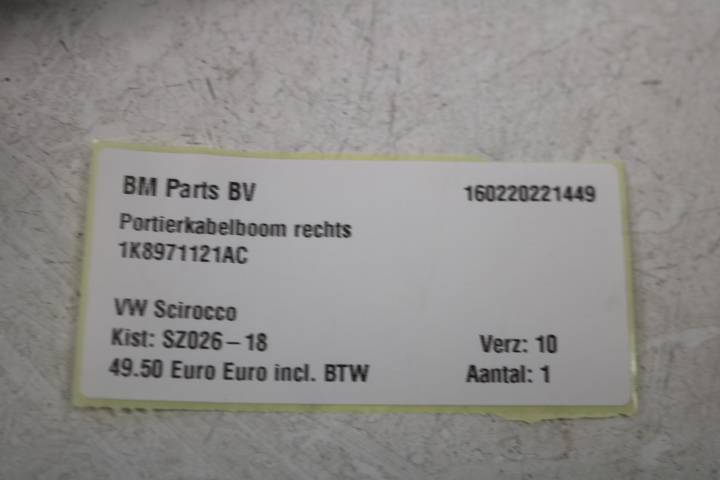 BM Parts BV 160220221449
Portierkabelboom rechts
1K8971121AC
VW Scirocco
Kist: SZ026-18 Verz: 10
49.50 Euro Euro incl. BTW Aantal: 1